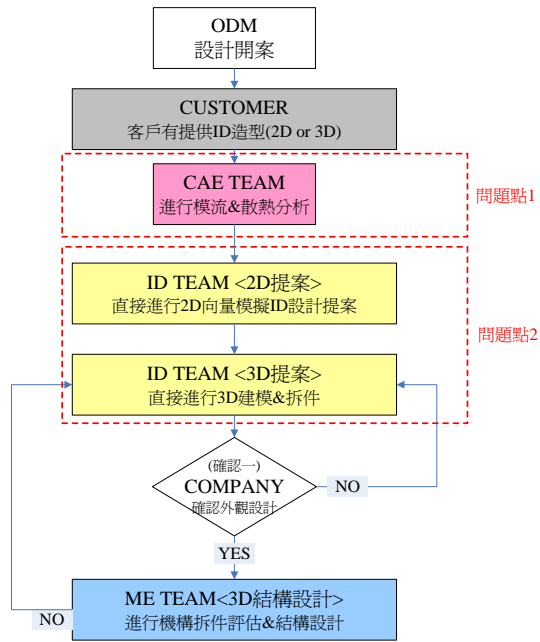 ODM
設計開案
CUSTOMER
客戶有提供ID造型(2D or 3D)
CAE TEAM
進行模流&散熱分析
問題點1
ID TEAM <2D提案>
直接進行2D向量模擬ID設計提案
問題點2
ID TEAM <3D提案>
直接進行3D建模&拆件
(確認一)
COMPANY
確認外觀設計
NO
YES
ME TEAM<3D結構設計>
進行機構拆件評估&結構設計
NO